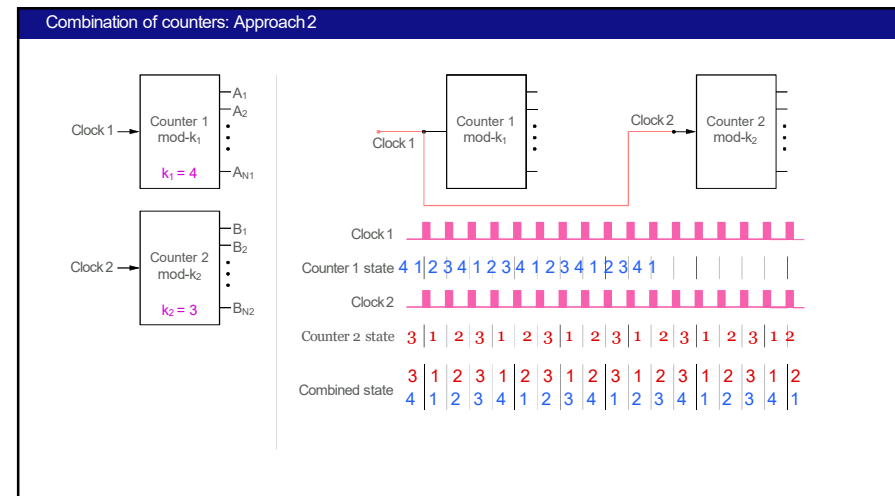 Combination of counters: Approach 2
Clock 1
Counter 1
mod-k₁
k₁ = 4
A₁
A₂
A_N1
Clock 2
Counter 2
mod-k₂
k₂ = 3
B₁
B₂
B_N2
Clock 1
Counter 1
mod-k₁
Clock 2
Counter 2
mod-k₂
Clock 1
Counter 1 state 4 1 2 3 4 1 2 3 4 1 2 3 4 1 2 3 4 1
Clock 2
Counter 2 state 3 1 2 3 1 2 3 1 2 3 1 2 3 1 2 3 1 2
3 1 2 3 1 2 3 1 2 3 1 2 3 1 2 3 1 2
Combined state
4 1 2 3 4 1 2 3 4 1 2 3 4 1 2 3 4 1